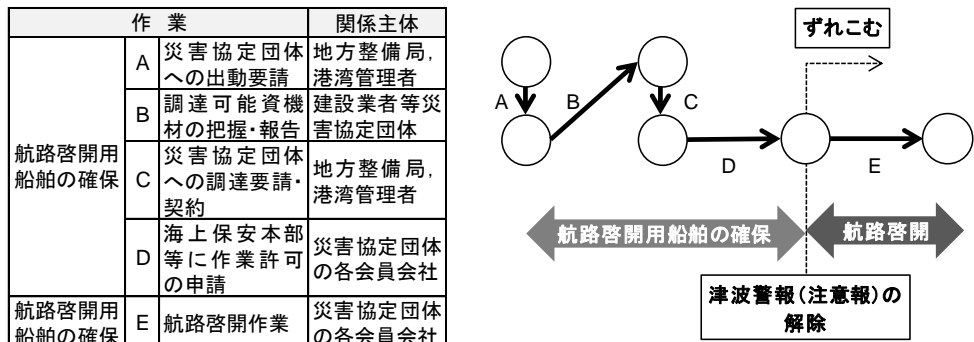 作 業
関係主体
航路啓開用
船舶の確保
A
災害協定団体
への出動要請
地方整備局，
港湾管理者
B
調達可能資機
材の把握・報告
建設業者等災
害協定団体
C
災害協定団体
への調達要請・
契約
地方整備局，
港湾管理者
D
海上保安本部
等に作業許可
の申請
災害協定団体
の各会員会社
航路啓開用
船舶の確保
E
航路啓開作業
災害協定団体
の各会員会社
ずれこむ
A
B
C
D
E
航路啓開用船舶の確保
航路啓開
津波警報（注意報）の
解除